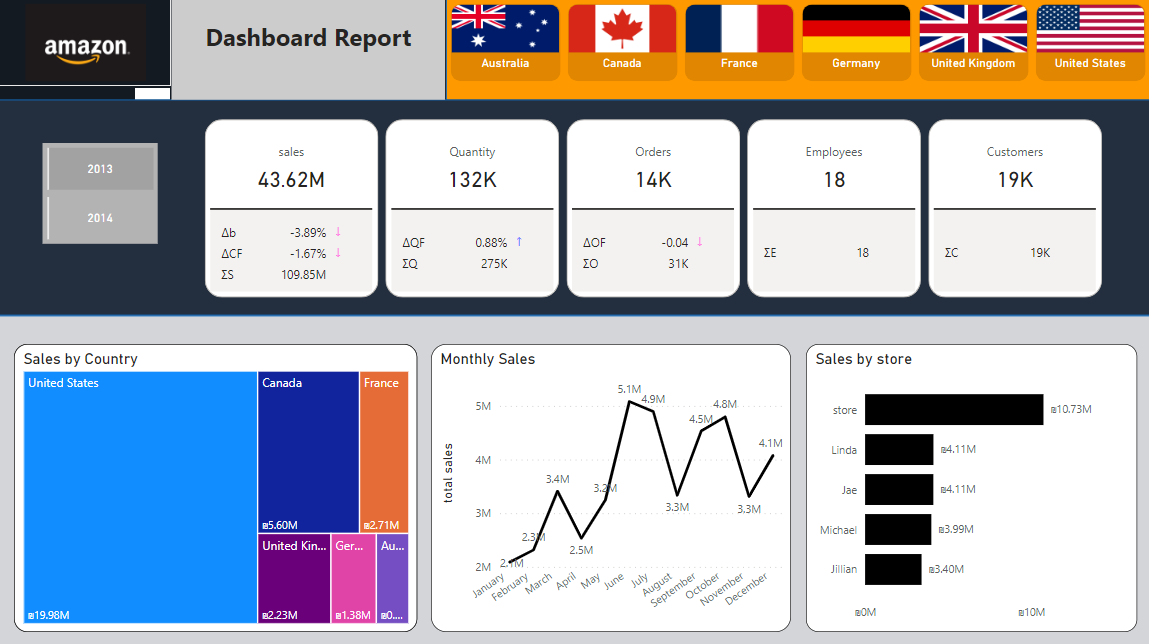 amazon
Dashboard Report
Australia
Canada
France
Germany
United Kingdom
United States
2013
2014
sales
43.62M
Δb -3.89% ↓
ΔCF -1.67% ↓
ΣS 109.85M
Quantity
132K
ΔQF 0.88% ↑
ΣQ 275K
Orders
14K
ΔOF -0.04 ↓
ΣO 31K
Employees
18
ΣE 18
Customers
19K
ΣC 19K
Sales by Country
United States
₪19.98M
Canada
₪5.60M
France
₪2.71M
United Kin...
₪2.23M
Ger...
₪1.38M
Au...
₪0....
Monthly Sales
total sales
5M
4M
3M
2M
2.1M
2.3M
3.4M
2.5M
3.2M
5.1M
4.9M
3.3M
4.5M
4.8M
3.3M
4.1M
January
February
March
April
May
June
July
August
September
October
November
December
Sales by store
store ₪10.73M
Linda ₪4.11M
Jae ₪4.11M
Michael ₪3.99M
Jillian ₪3.40M
₪0M ₪10M